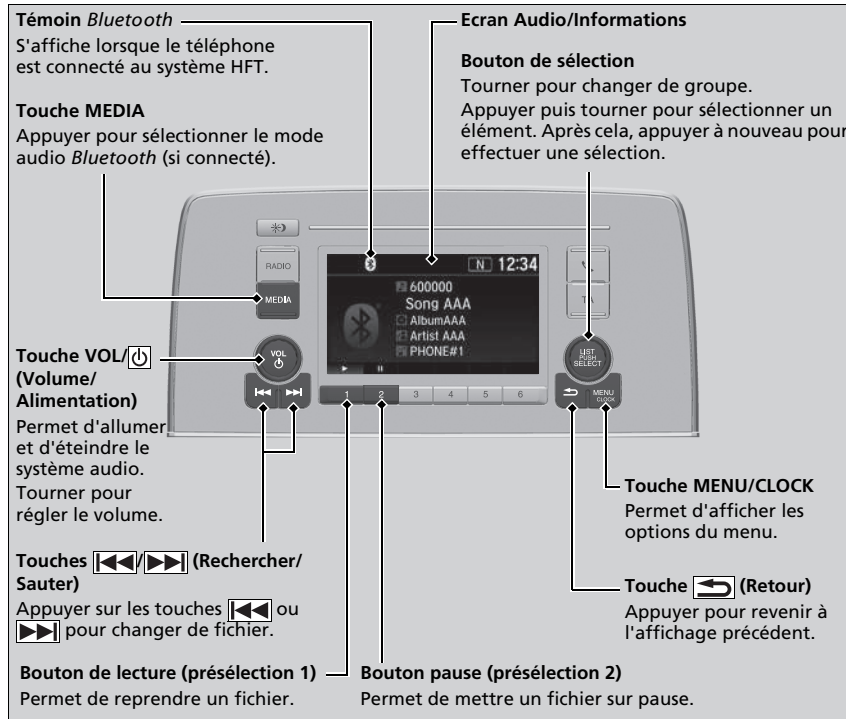 Témoin Bluetooth
S'affiche lorsque le téléphone
est connecté au système HFT.
Touche MEDIA
Appuyer pour sélectionner le mode
audio Bluetooth (si connecté).
Ecran Audio/Informations
Bouton de sélection
Tourner pour changer de groupe.
Appuyer puis tourner pour sélectionner un
élément. Après cela, appuyer à nouveau pour
effectuer une sélection.
RADIO
MEDIA
N 12:34
600000
Song AAA
AlbumAAA
Artist AAA
PHONE#1
TA
VOL
LIST
PUSH
SELECT
1 2 3 4 5 6
MENU
CLOCK
Touche VOL/
(Volume/
Alimentation)
Permet d'allumer
et d'éteindre le
système audio.
Tourner pour
régler le volume.
Touches / (Rechercher/
Sauter)
Appuyer sur les touches ou
pour changer de fichier.
Touche MENU/CLOCK
Permet d'afficher les
options du menu.
Touche (Retour)
Appuyer pour revenir à
l'affichage précédent.
Bouton de lecture (présélection 1)
Permet de reprendre un fichier.
Bouton pause (présélection 2)
Permet de mettre un fichier sur pause.